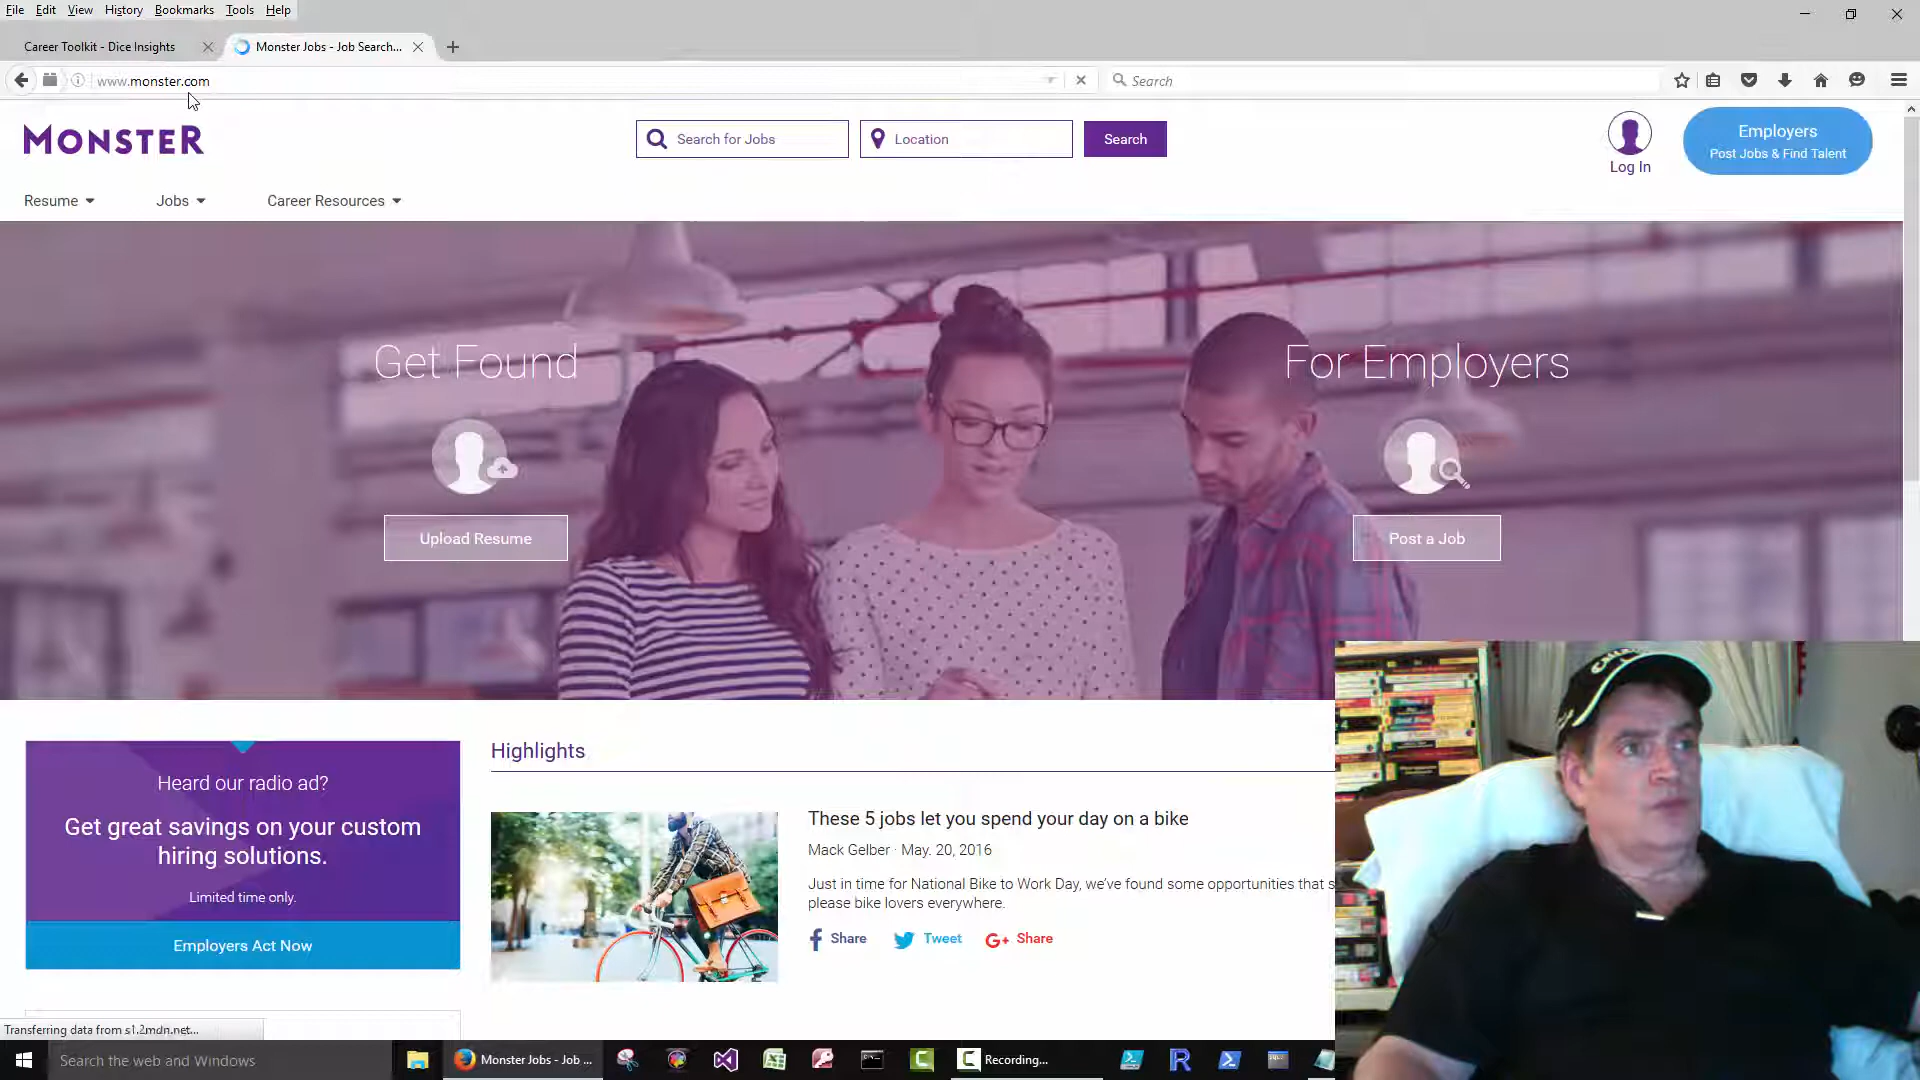 File Edit View History Bookmarks Tools Help
Career Toolkit - Dice Insights
Monster Jobs - Job Search...
www.monster.com
Search
MONSTER
Search for Jobs
Location
Search
Log In
Employers
Post Jobs & Find Talent
Resume
Jobs
Career Resources
Get Found
Upload Resume
For Employers
Post a Job
Heard our radio ad?
Get great savings on your custom
hiring solutions.
Limited time only.
Employers Act Now
Highlights
These 5 jobs let you spend your day on a bike
Mack Gelber · May. 20, 2016
Just in time for National Bike to Work Day, we've found some opportunities that s
please bike lovers everywhere.
Share
Tweet
Share
Transferring data from s1.2mdn.net...
Search the web and Windows
Monster Jobs - Job ...
Recording...